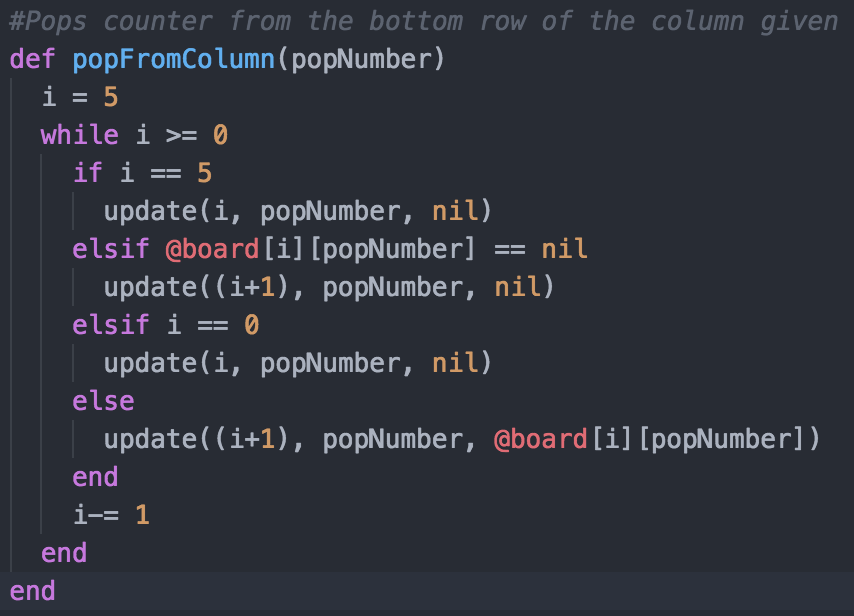 #Pops counter from the bottom row of the column given
def popFromColumn(popNumber)
  i = 5
  while i >= 0
    if i == 5
      update(i, popNumber, nil)
    elsif @board[i][popNumber] == nil
      update((i+1), popNumber, nil)
    elsif i == 0
      update(i, popNumber, nil)
    else
      update((i+1), popNumber, @board[i][popNumber])
    end
    i-= 1
  end
end